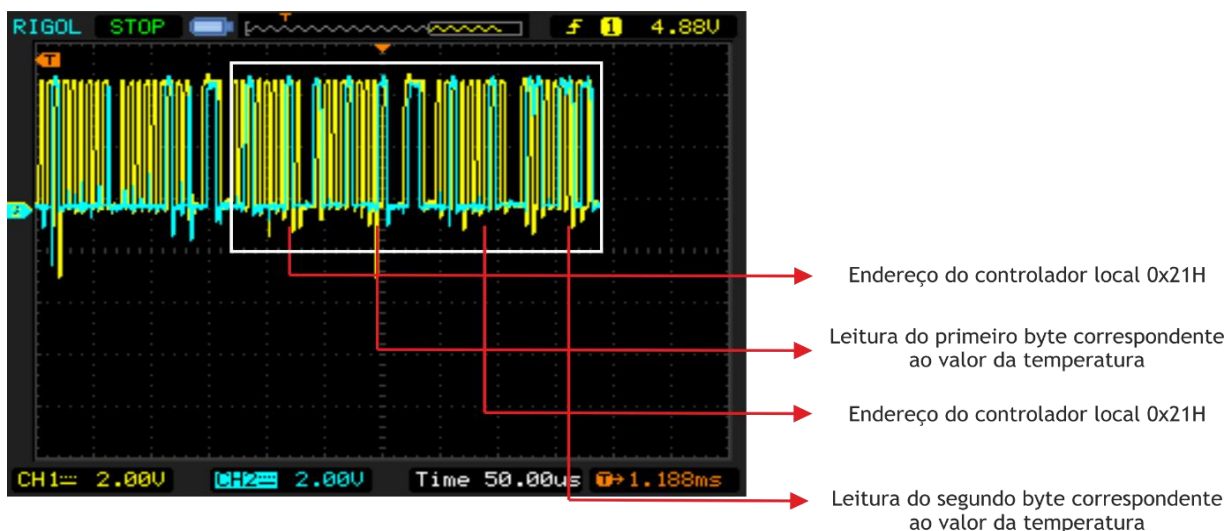 RIGOL STOP T 1 4.88V
T
2
Endereço do controlador local 0x21H
Leitura do primeiro byte correspondente
ao valor da temperatura
Endereço do controlador local 0x21H
CH1 2.00V CH2 2.00V Time 50.00us T→1.188ms
Leitura do segundo byte correspondente
ao valor da temperatura